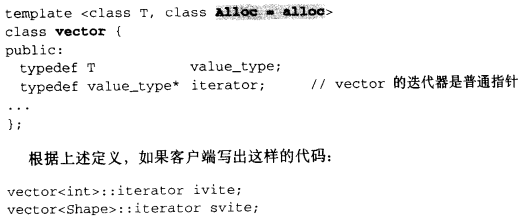 template <class T, class Alloc = alloc>
class vector {
public:
  typedef T           value_type;
  typedef value_type* iterator;     // vector 的迭代器是普通指针
...
};
根据上述定义，如果客户端写出这样的代码：
vector<int>::iterator ivite;
vector<Shape>::iterator svite;